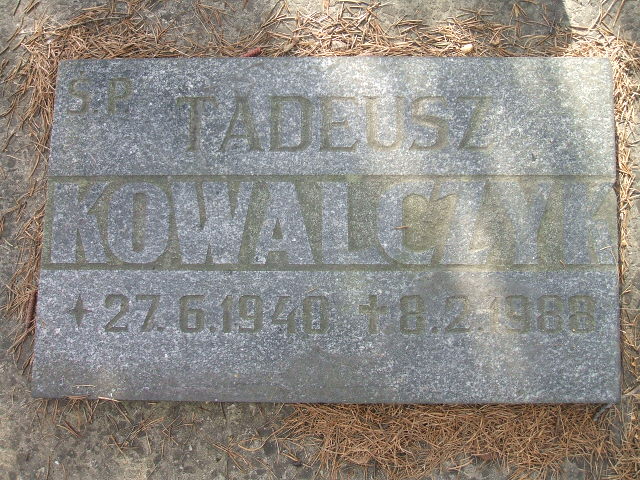 Ś P
TADEUSZ
KOWALCZYK
27.6.1940 † 8.2.1988